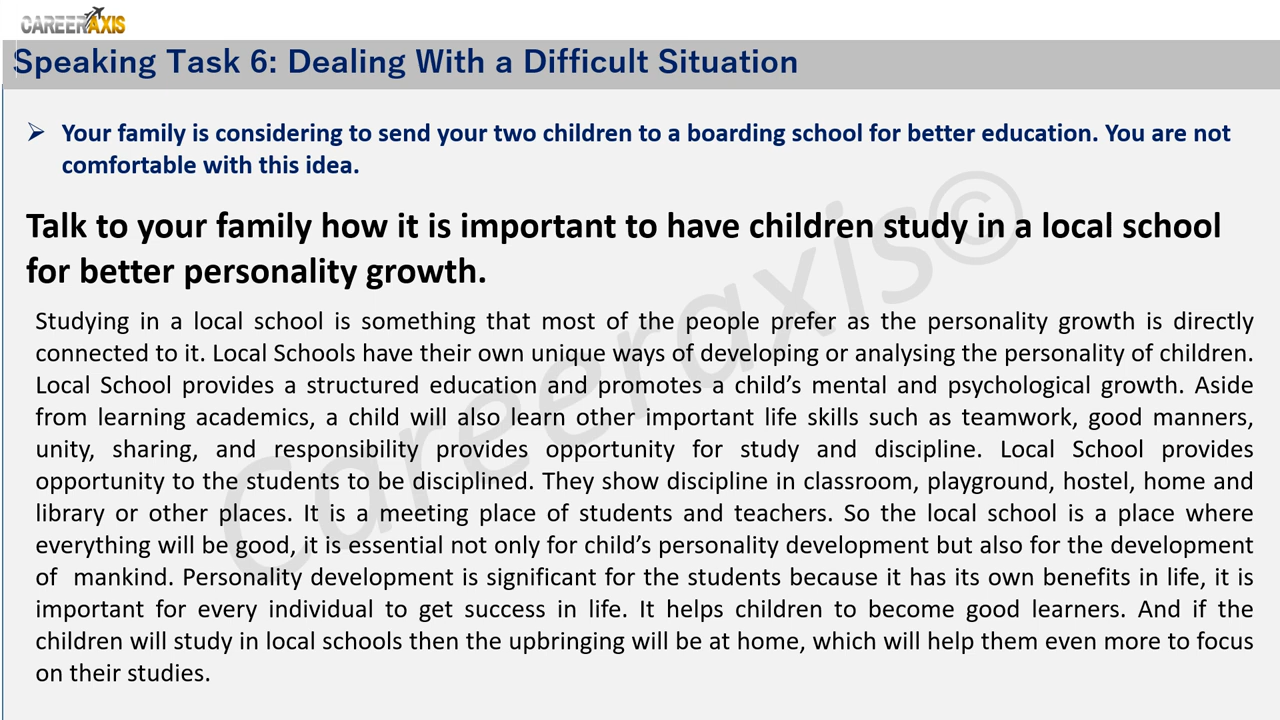 CAREERAXIS
Speaking Task 6: Dealing With a Difficult Situation
➢ Your family is considering to send your two children to a boarding school for better education. You are not
comfortable with this idea.
Talk to your family how it is important to have children study in a local school
for better personality growth.
Studying in a local school is something that most of the people prefer as the personality growth is directly
connected to it. Local Schools have their own unique ways of developing or analysing the personality of children.
Local School provides a structured education and promotes a child’s mental and psychological growth. Aside
from learning academics, a child will also learn other important life skills such as teamwork, good manners,
unity, sharing, and responsibility provides opportunity for study and discipline. Local School provides
opportunity to the students to be disciplined. They show discipline in classroom, playground, hostel, home and
library or other places. It is a meeting place of students and teachers. So the local school is a place where
everything will be good, it is essential not only for child’s personality development but also for the development
of mankind. Personality development is significant for the students because it has its own benefits in life, it is
important for every individual to get success in life. It helps children to become good learners. And if the
children will study in local schools then the upbringing will be at home, which will help them even more to focus
on their studies.
Careeraxis©